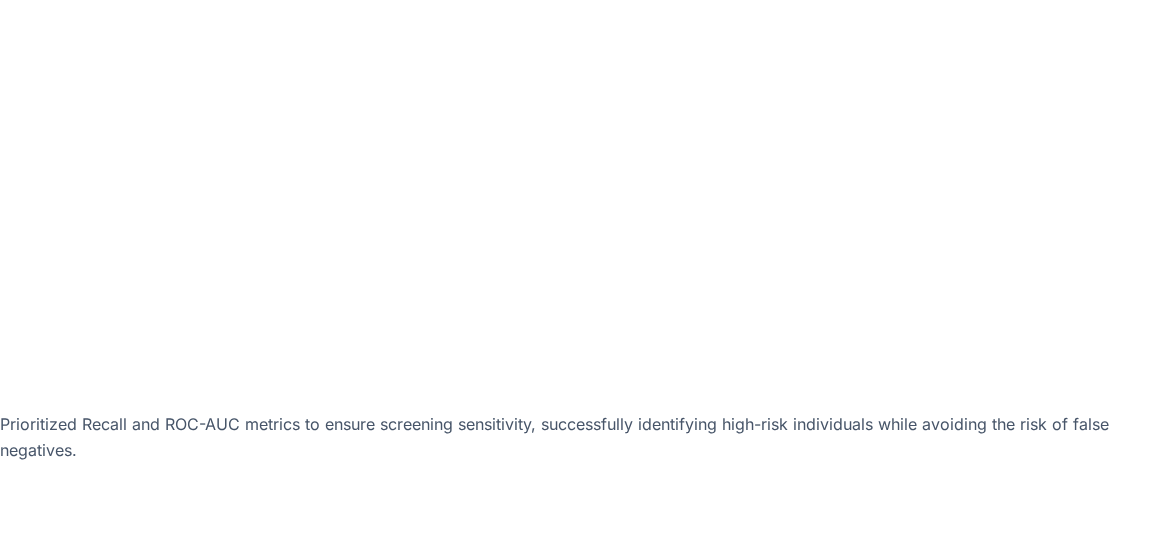 Prioritized Recall and ROC-AUC metrics to ensure screening sensitivity, successfully identifying high-risk individuals while avoiding the risk of false
negatives.